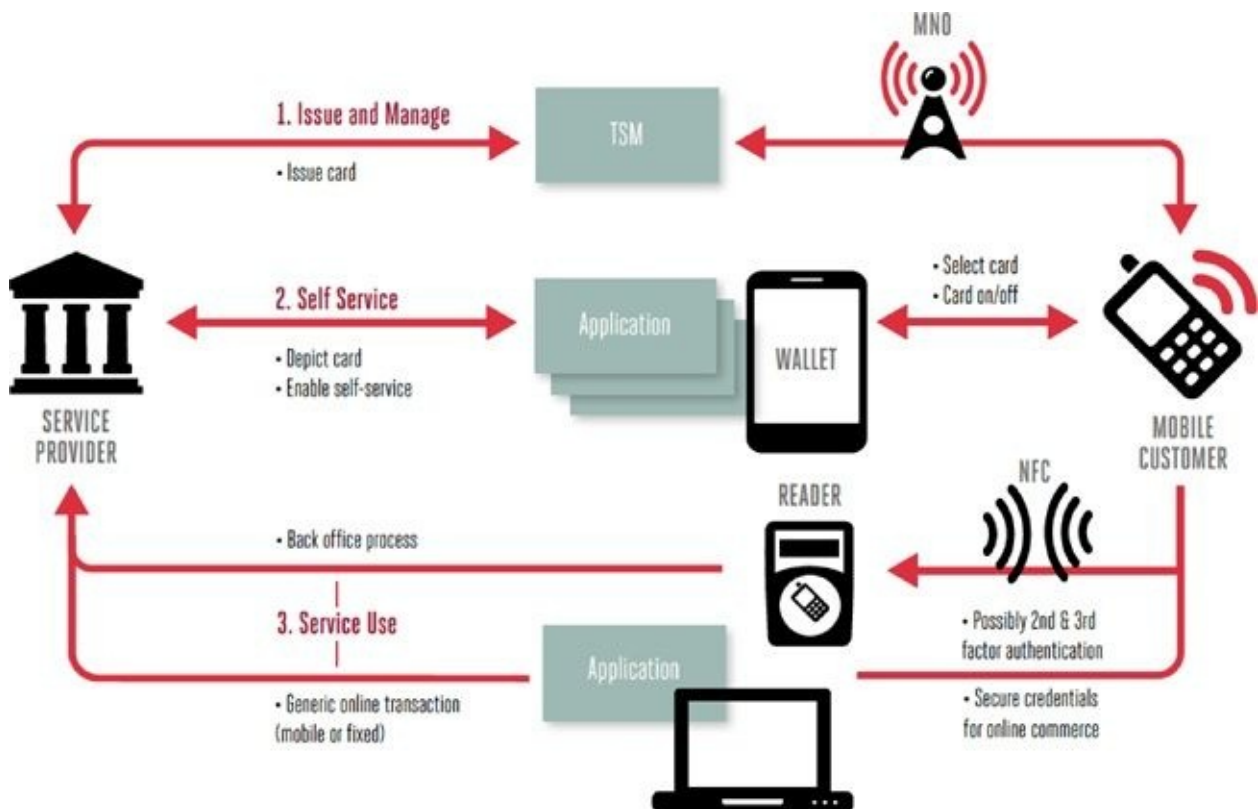 MNO
1. Issue and Manage
• Issue card
TSM
2. Self Service
• Depict card
• Enable self-service
Application
WALLET
• Select card
• Card on/off
SERVICE
PROVIDER
MOBILE
CUSTOMER
READER
NFC
• Back office process
3. Service Use
• Generic online transaction
(mobile or fixed)
Application
• Possibly 2nd & 3rd
factor authentication
• Secure credentials
for online commerce